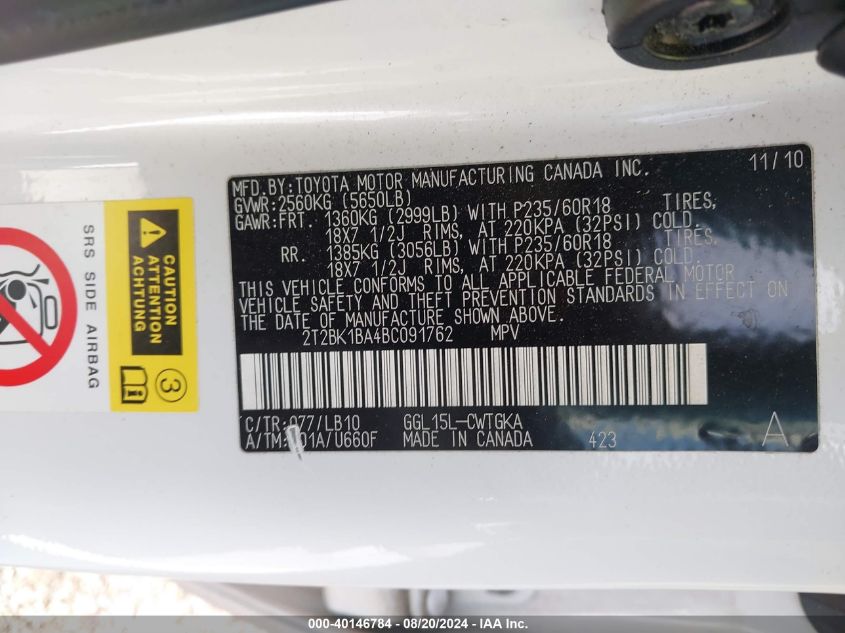 MFD.BY:TOYOTA MOTOR MANUFACTURING CANADA INC. 11/10
GVWR:2560KG (5650LB)
GAWR:FRT. 1360KG (2999LB) WITH P235/60R18 TIRES,
18X7 1/2J RIMS, AT 220KPA (32PSI) COLD.
RR. 1385KG (3056LB) WITH P235/60R18 TIRES,
18X7 1/2J RIMS, AT 220KPA (32PSI) COLD.
THIS VEHICLE CONFORMS TO ALL APPLICABLE FEDERAL MOTOR
VEHICLE SAFETY AND THEFT PREVENTION STANDARDS IN EFFECT ON
THE DATE OF MANUFACTURE SHOWN ABOVE.
2T2BK1BA4BC091762 MPV
C/TR:077/LB10 GGL15L-CWTGKA
A/TM: 01A/U660F MADE IN CANADA 423 A
SRS SIDE AIRBAG
CAUTION
ATTENTION
ACHTUNG
3
000-40146784 - 08/20/2024 - IAA Inc.